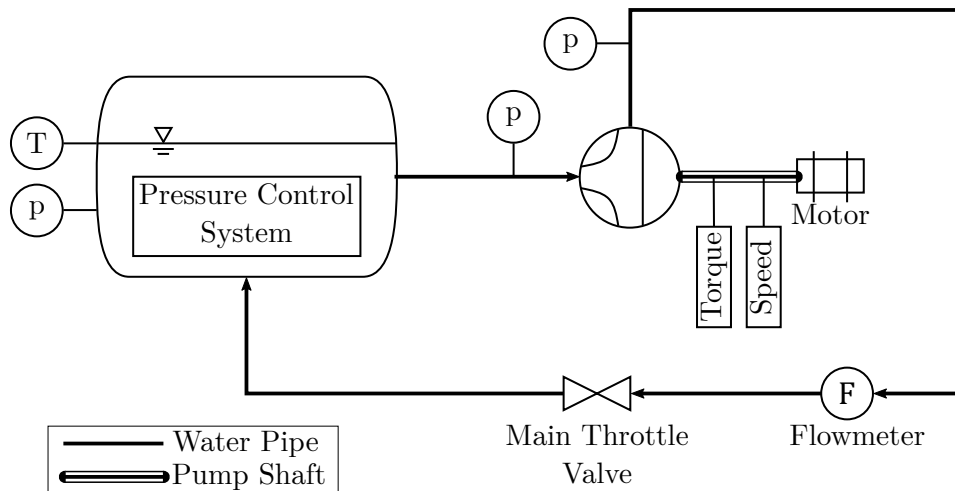 p
p
T
p
Pressure Control
System
Motor
Torque
Speed
F
Main Throttle
Valve
Flowmeter
Water Pipe
Pump Shaft